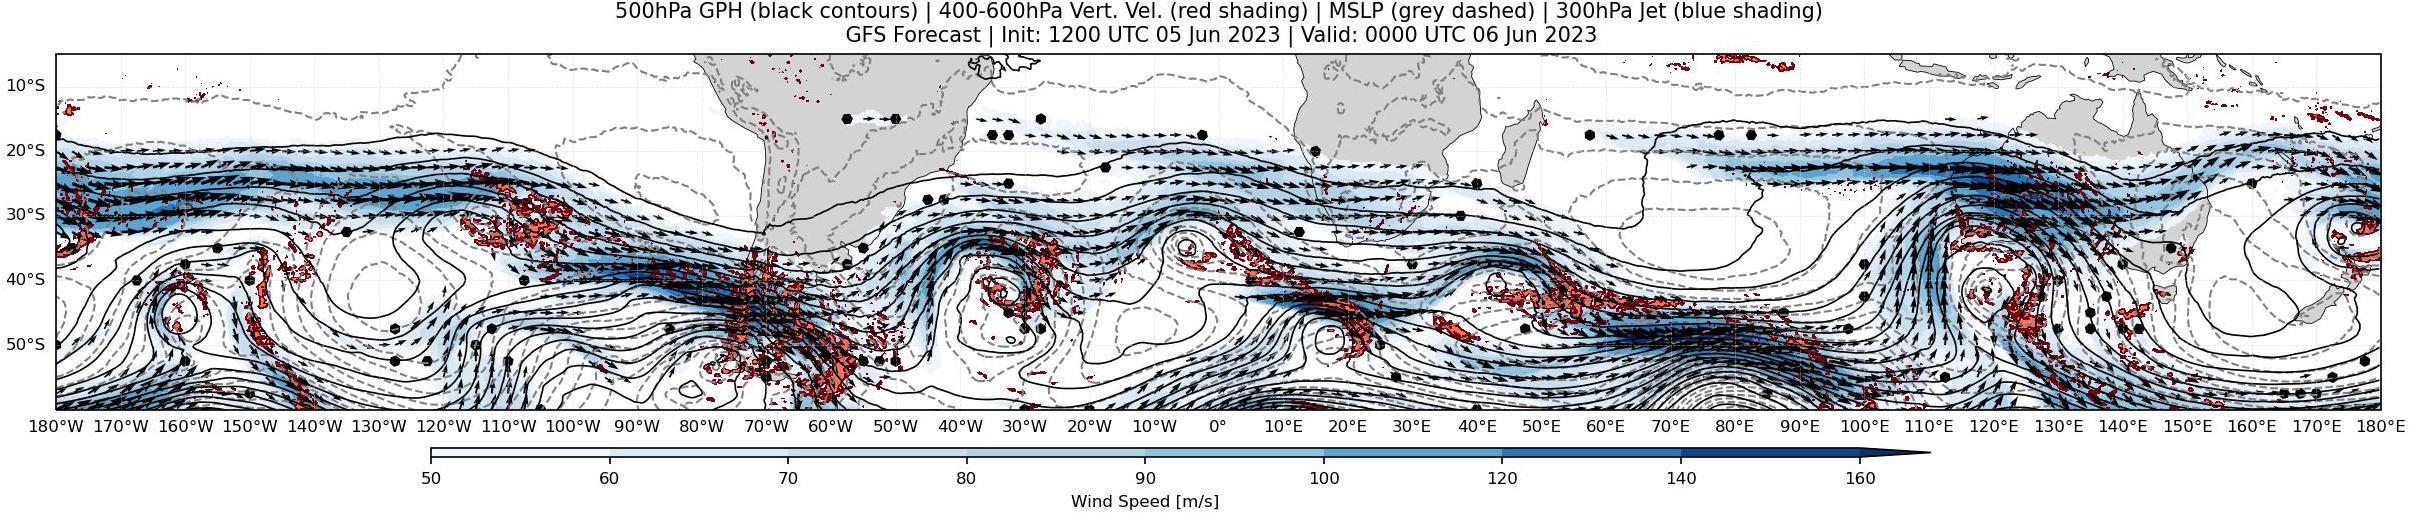 500hPa GPH (black contours) | 400-600hPa Vert. Vel. (red shading) | MSLP (grey dashed) | 300hPa Jet (blue shading)
GFS Forecast | Init: 1200 UTC 05 Jun 2023 | Valid: 0000 UTC 06 Jun 2023
10°S
20°S
30°S
40°S
50°S
180°W 170°W 160°W 150°W 140°W 130°W 120°W 110°W 100°W 90°W 80°W 70°W 60°W 50°W 40°W 30°W 20°W 10°W 0° 10°E 20°E 30°E 40°E 50°E 60°E 70°E 80°E 90°E 100°E 110°E 120°E 130°E 140°E 150°E 160°E 170°E 180°E
50 60 70 80 90 100 120 140 160
Wind Speed [m/s]